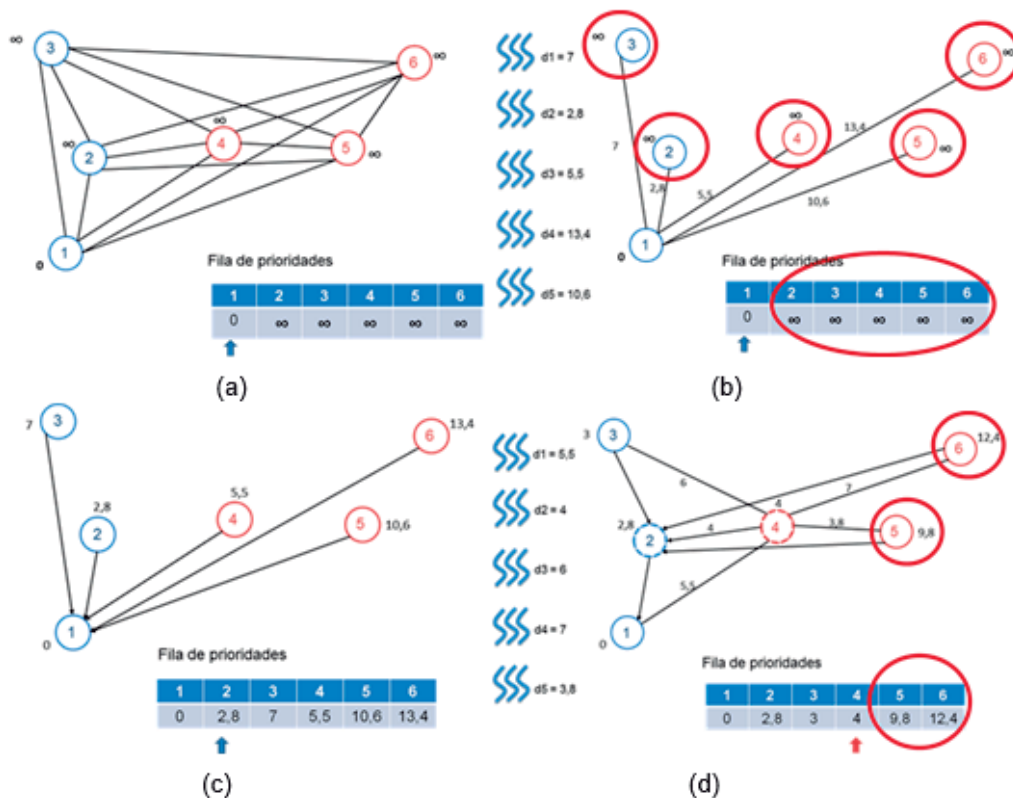 ∞ 3
6 ∞
∞ 2
∞
4
5 ∞
1
0
Fila de prioridades
1 2 3 4 5 6
0 ∞ ∞ ∞ ∞ ∞
(a)
d1 = 7
d2 = 2,8
d3 = 5,5
d4 = 13,4
d5 = 10,6
∞ 3
6 ∞
∞ 2
∞
4
5 ∞
7
2,8
5,5
13,4
10,6
1
0
Fila de prioridades
1 2 3 4 5 6
0 ∞ ∞ ∞ ∞ ∞
(b)
7 3
6 13,4
2,8
2
5,5
4
5 10,6
1
0
Fila de prioridades
1 2 3 4 5 6
0 2,8 7 5,5 10,6 13,4
(c)
d1 = 5,5
d2 = 4
d3 = 6
d4 = 7
d5 = 3,8
3 3
12,4
6
6
7
4
2,8
2
4
4
3,8
5 9,8
5,5
1
0
Fila de prioridades
1 2 3 4 5 6
0 2,8 3 4 9,8 12,4
(d)